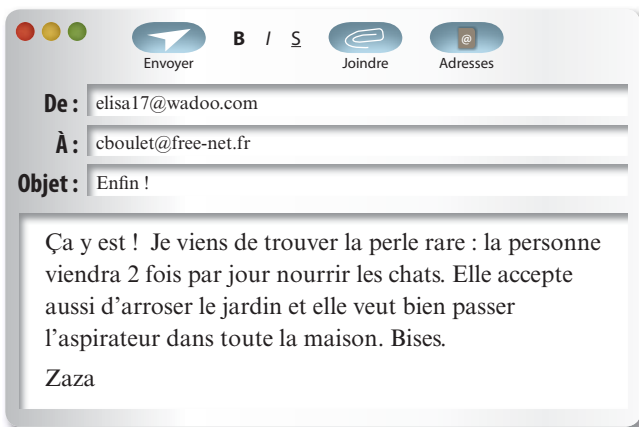 B I S
Envoyer Joindre @ Adresses
De : elisa17@wadoo.com
À : cboulet@free-net.fr
Objet : Enfin !
Ça y est ! Je viens de trouver la perle rare : la personne
viendra 2 fois par jour nourrir les chats. Elle accepte
aussi d’arroser le jardin et elle veut bien passer
l’aspirateur dans toute la maison. Bises.
Zaza